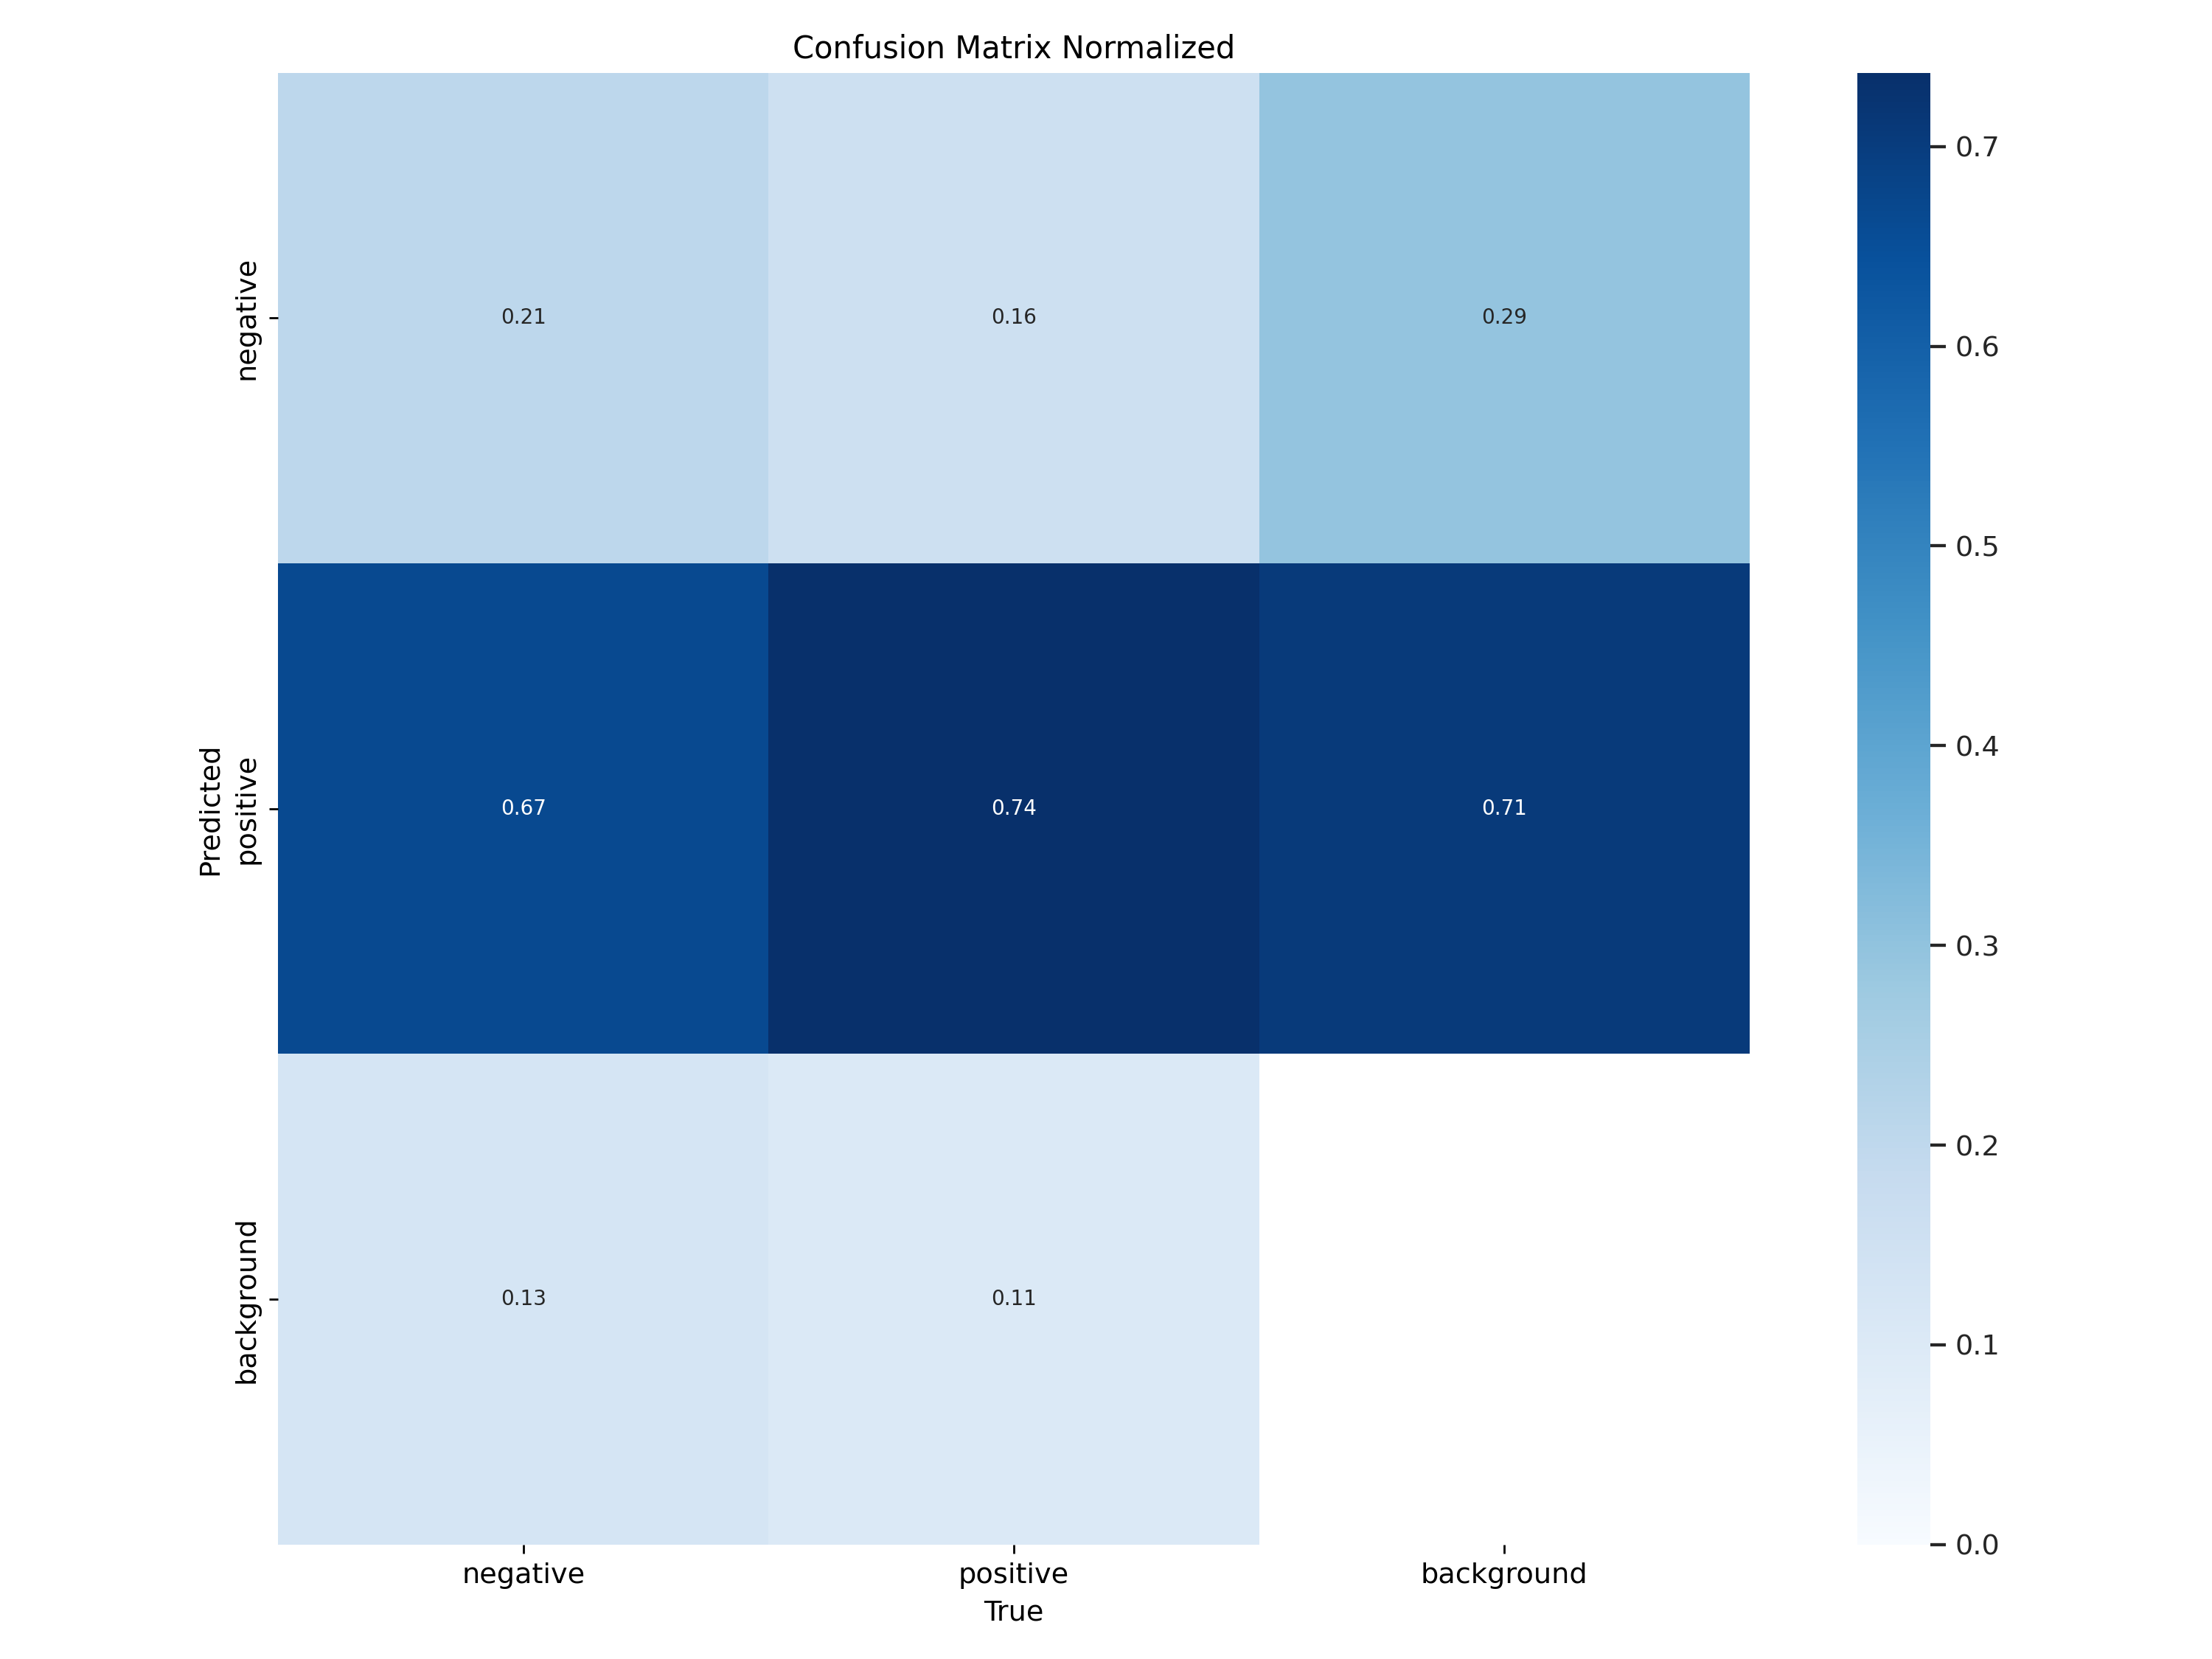 Confusion Matrix Normalized
negative
0.21
0.16
0.29
Predicted
positive
0.67
0.74
0.71
background
0.13
0.11
negative
positive
background
True
0.7
0.6
0.5
0.4
0.3
0.2
0.1
0.0